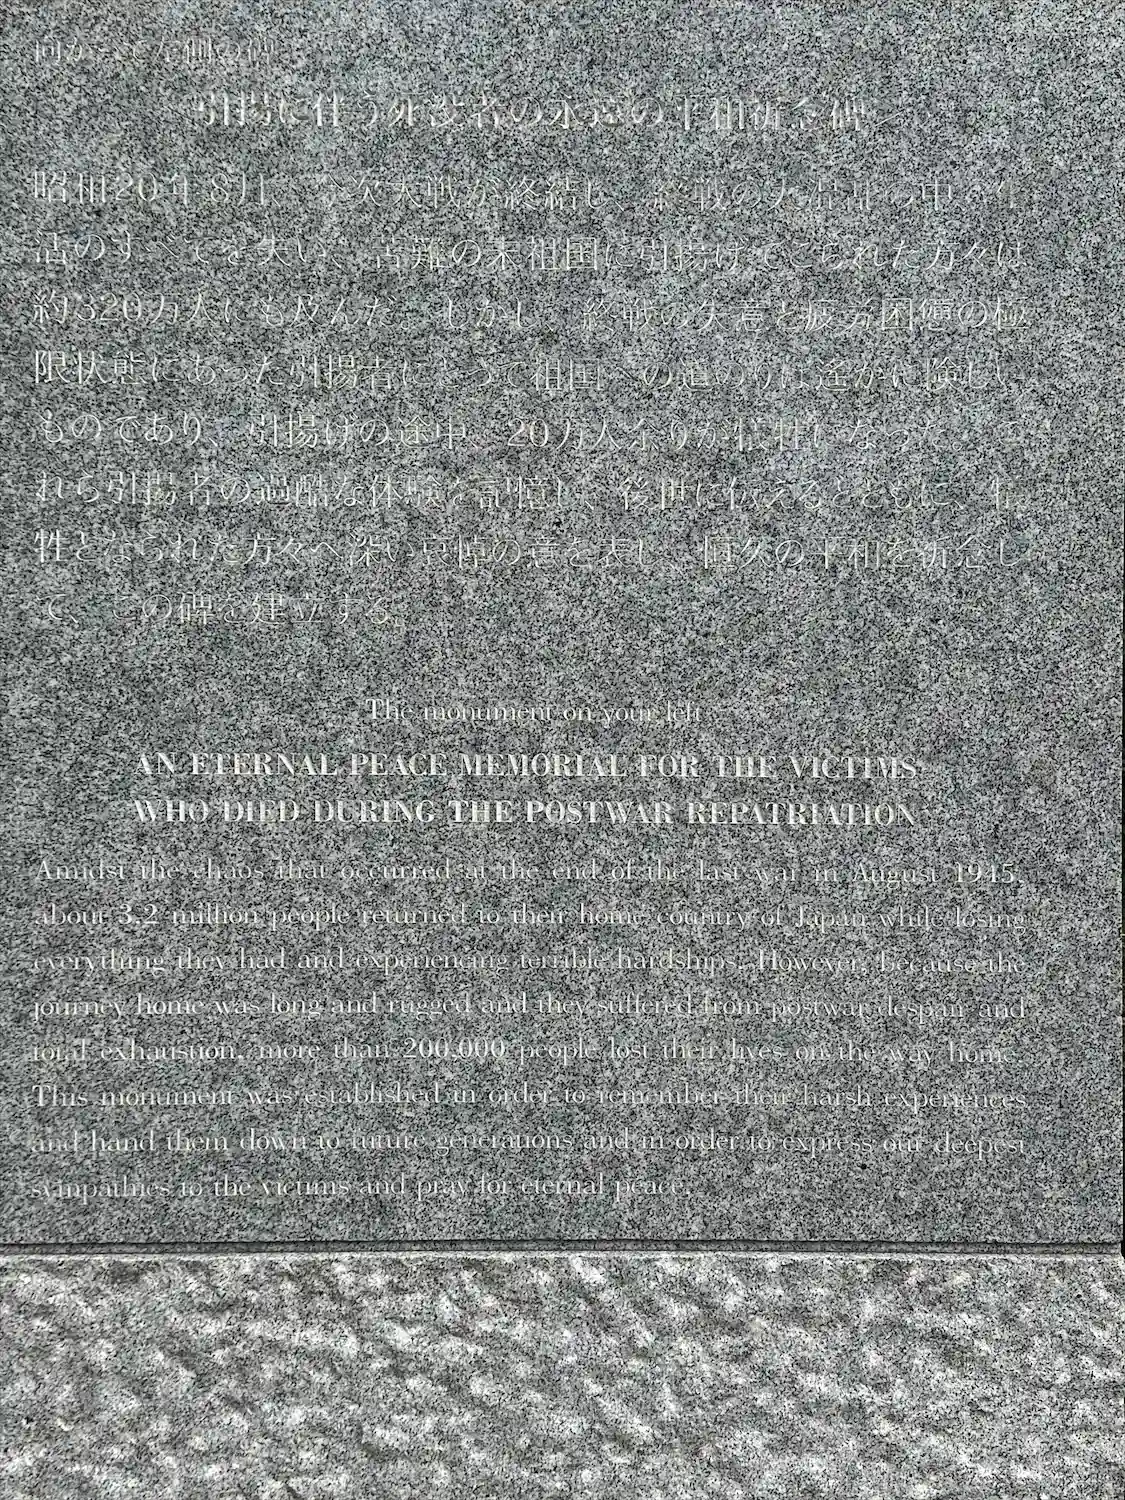 向かって左側の碑
引揚に伴う死没者の永遠の平和祈念碑
昭和20年8月、今次大戦が終結し、終戦の大混乱の中、生
活のすべてを失い、苦難の末祖国に引揚げてこられた方々は
約320万人にも及んだ。しかし、終戦の失意と疲労困憊の極
限状態にあった引揚者にとって祖国への道のりは遥かに険しい
ものであり、引揚げの途中、20万人余りが犠牲になった。こ
れら引揚者の過酷な体験を記憶し、後世に伝えるとともに、犠
牲となられた方々へ深い哀悼の意を表し、恒久の平和を祈念し
て、この碑を建立する。
The monument on your left
AN ETERNAL PEACE MEMORIAL FOR THE VICTIMS
WHO DIED DURING THE POSTWAR REPATRIATION
Amidst the chaos that occurred at the end of the last war in August 1945,
about 3.2 million people returned to their home country of Japan while losing
everything they had and experiencing terrible hardships. However, because the
journey home was long and rugged and they suffered from postwar despair and
total exhaustion, more than 200,000 people lost their lives on the way home.
This monument was established in order to remember their harsh experiences
and hand them down to future generations and in order to express our deepest
sympathies to the victims and pray for eternal peace.